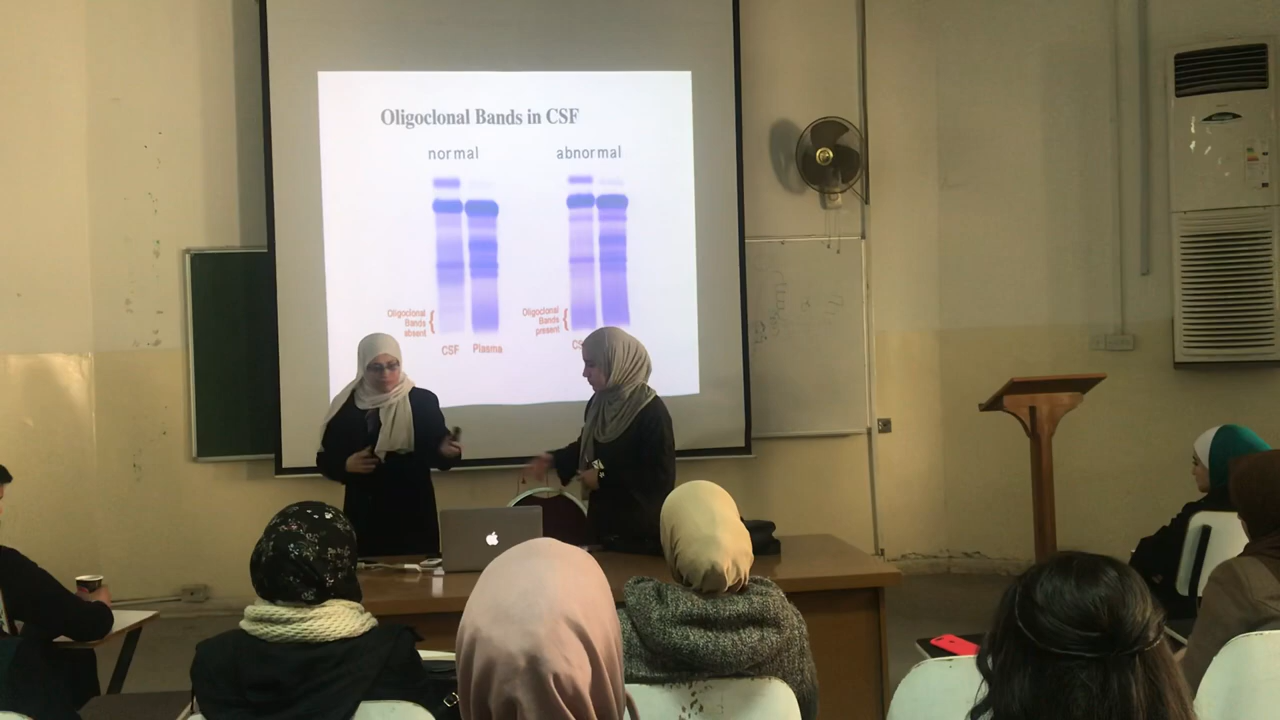 Oligoclonal Bands in CSF
normal
abnormal
Oligoclonal
Bands
absent
Oligoclonal
Bands
present
CSF
Plasma